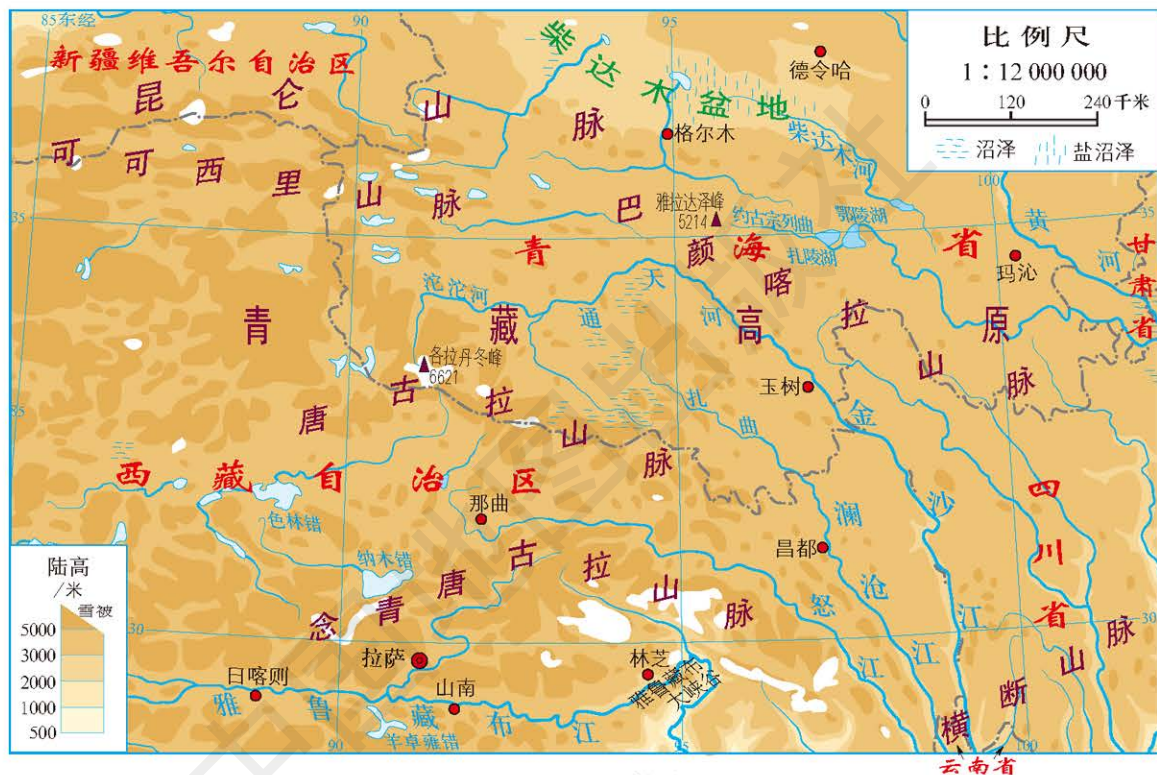 85东经
90
95
新疆维吾尔自治区
比例尺
1：12 000 000
0 120 240 千米
沼泽 盐沼泽
柴达木盆地
德令哈
昆仑山脉
格尔木
柴达木河
可可西里山脉
100
35
35
雅拉达泽峰
5214
约古宗列曲
鄂陵湖
扎陵湖
巴颜喀拉山脉
青海省
黄河
玛沁
甘肃省
沱沱河
通天河
青藏高原
各拉丹冬峰
6621
唐古拉山脉
玉树
扎曲
金沙江
85
西藏自治区
那曲
色林错
纳木错
昌都
澜沧江
四川省
念青唐古拉山脉
怒江
横断山脉
陆高
/米
雪被
5000
3000
2000
1000
500
30
30
拉萨
日喀则
山南
林芝
雅鲁藏布
大峡谷
雅鲁藏布江
羊卓雍错
90
95
100
云南省